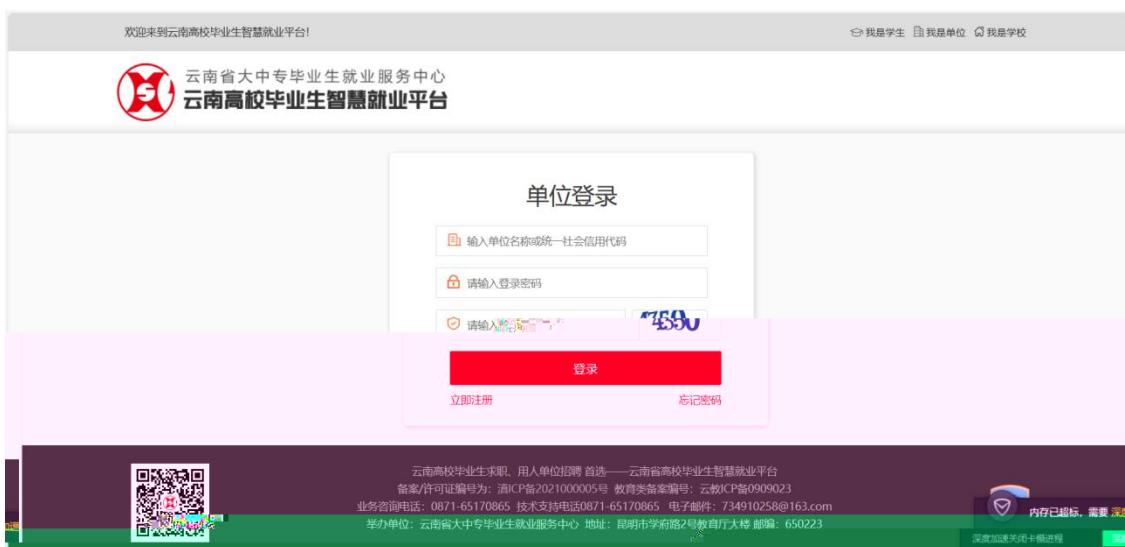 欢迎来到云南高校毕业生智慧就业平台!
我是学生 我是单位 我是学校
云南省大中专毕业生就业服务中心
云南高校毕业生智慧就业平台
单位登录
输入单位名称或统一社会信用代码
请输入登录密码
请输入
登录
立即注册 忘记密码
云南高校毕业生求职、用人单位招聘 首选——云南省高校毕业生智慧就业平台
备案/许可证编号为：滇ICP备2021000005号 教育类备案编号：云教ICP备0909023
业务咨询电话：0871-65170865 技术支持电话0871-65170865 电子邮件：734910258@163.com
举办单位：云南省大中专毕业生就业服务中心 地址：昆明市学府路2号教育厅大楼 邮编：650223
内存已超标，需要
深度加速关闭卡顿进程